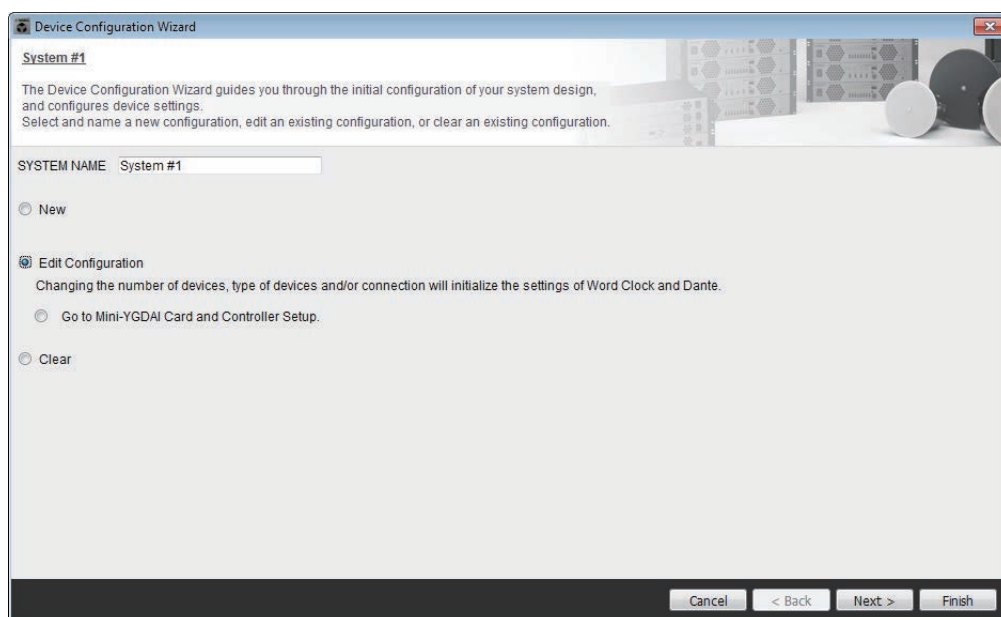 Device Configuration Wizard
System #1
The Device Configuration Wizard guides you through the initial configuration of your system design,
and configures device settings.
Select and name a new configuration, edit an existing configuration, or clear an existing configuration.
SYSTEM NAME System #1
New
Edit Configuration
Changing the number of devices, type of devices and/or connection will initialize the settings of Word Clock and Dante.
Go to Mini-YGDAI Card and Controller Setup.
Clear
Cancel < Back Next > Finish